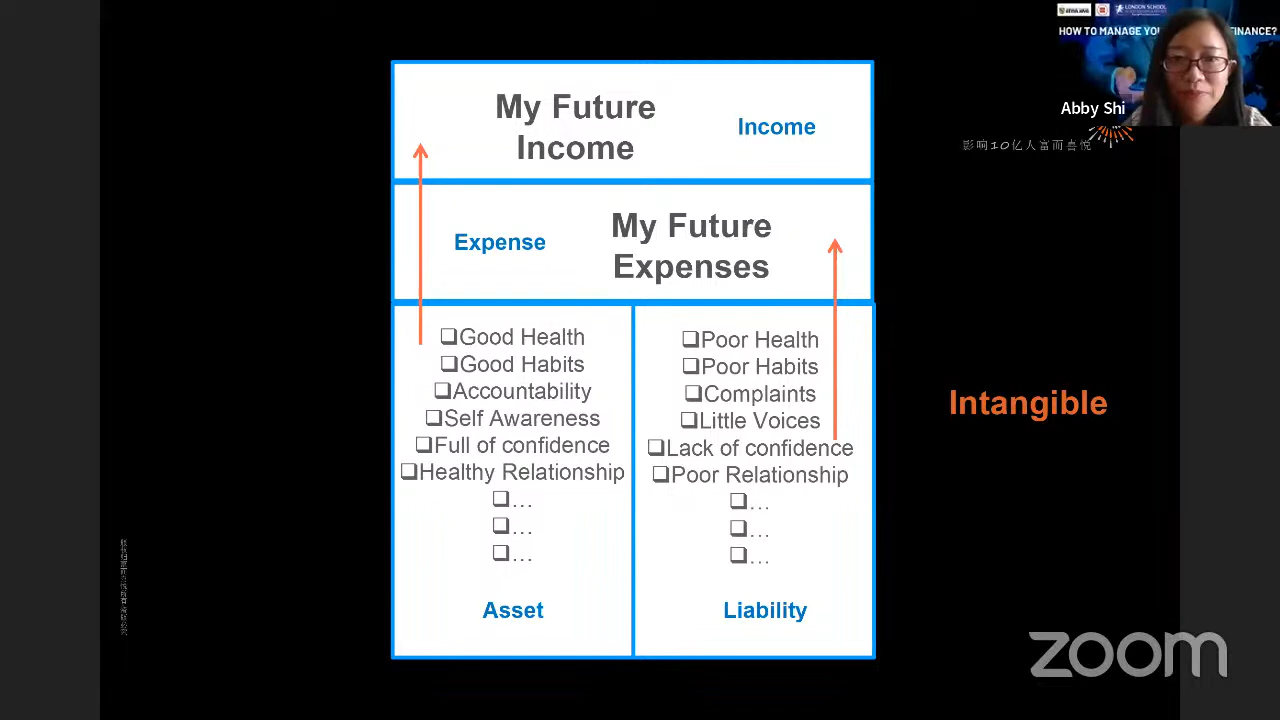 My Future
Income
Income
Expense
My Future
Expenses
❑Good Health
❑Good Habits
❑Accountability
❑Self Awareness
❑Full of confidence
❑Healthy Relationship
❑...
❑...
❑...
Asset
❑Poor Health
❑Poor Habits
❑Complaints
❑Little Voices
❑Lack of confidence
❑Poor Relationship
❑...
❑...
❑...
Liability
Intangible
LONDON SCHOOL
HOW TO MANAGE YO
FINANCE?
Abby Shi
影响10亿人富而喜悦
zoom